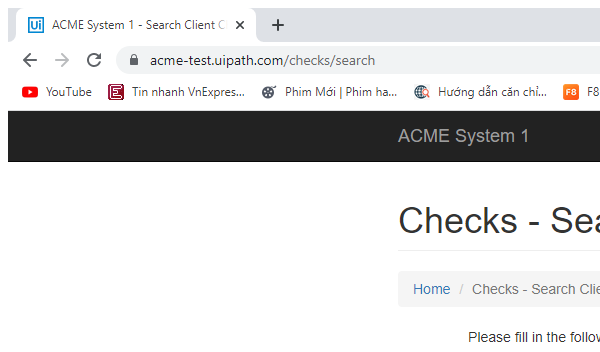 Ui ACME System 1 - Search Client C
acme-test.uipath.com/checks/search
YouTube Tin nhanh VnExpres... Phim Mới | Phim ha... Hướng dẫn căn chỉ... F8 F8
ACME System 1
Checks - Sea
Home / Checks - Search Clie
Please fill in the follow